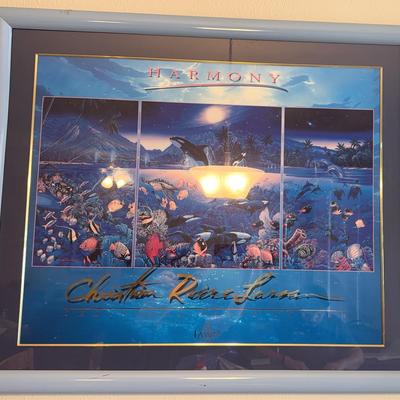 HARMONY
Christian Riese Lassen